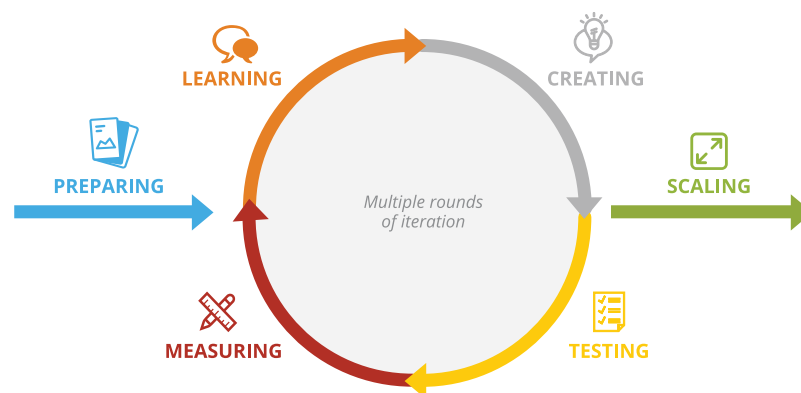 LEARNING
CREATING
PREPARING
SCALING
Multiple rounds
of iteration
MEASURING
TESTING